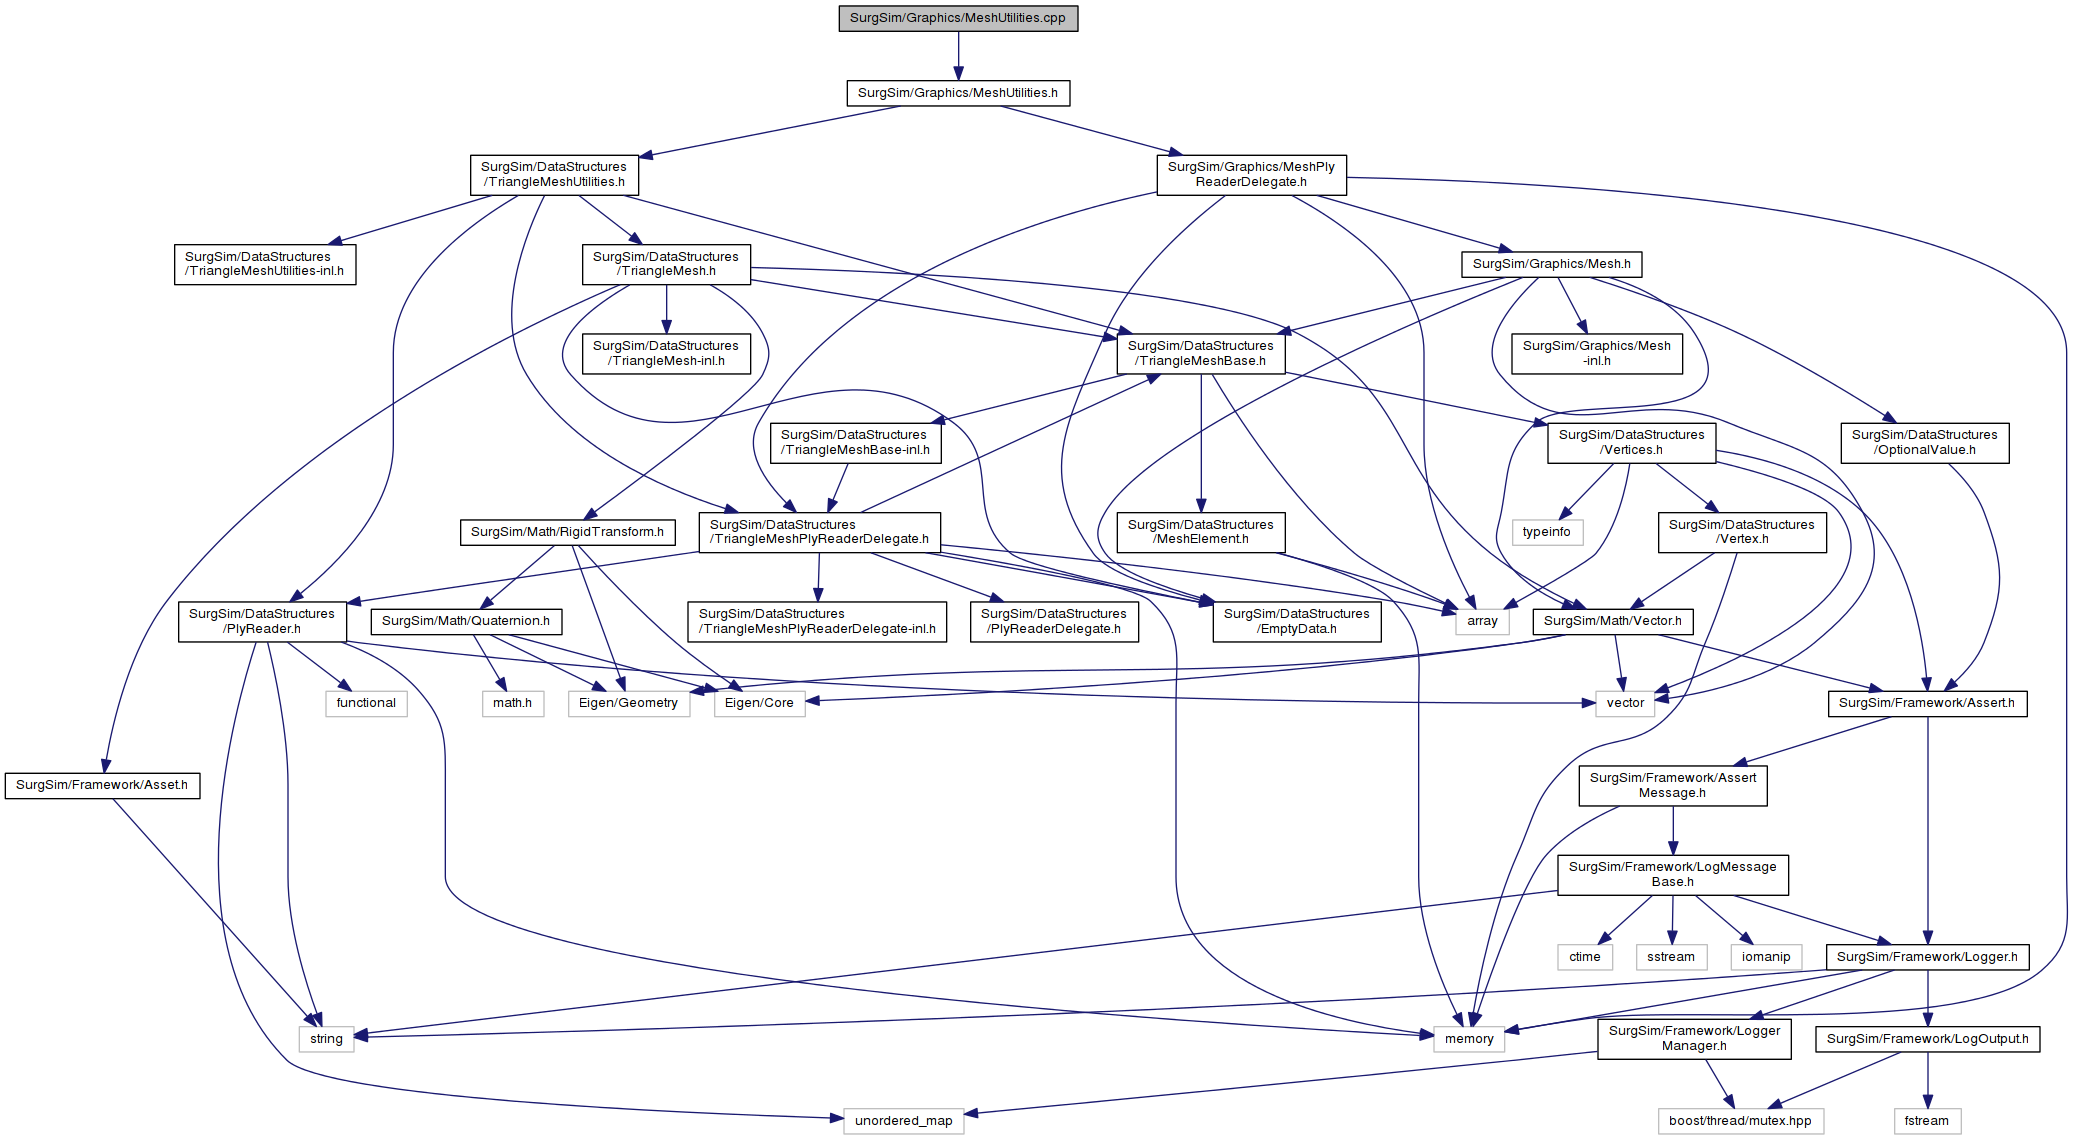 SurgSim/Graphics/MeshUtilities.cpp
SurgSim/Graphics/MeshUtilities.h
SurgSim/DataStructures
/TriangleMeshUtilities.h
SurgSim/Graphics/MeshPly
ReaderDelegate.h
SurgSim/DataStructures
/TriangleMeshUtilities-inl.h
SurgSim/DataStructures
/TriangleMesh.h
SurgSim/Graphics/Mesh.h
SurgSim/DataStructures
/TriangleMesh-inl.h
SurgSim/DataStructures
/TriangleMeshBase.h
SurgSim/Graphics/Mesh
-inl.h
SurgSim/DataStructures
/TriangleMeshBase-inl.h
SurgSim/DataStructures
/Vertices.h
SurgSim/DataStructures
/OptionalValue.h
SurgSim/Math/RigidTransform.h
SurgSim/DataStructures
/TriangleMeshPlyReaderDelegate.h
SurgSim/DataStructures
/MeshElement.h
typeinfo
SurgSim/DataStructures
/Vertex.h
SurgSim/DataStructures
/PlyReader.h
SurgSim/Math/Quaternion.h
SurgSim/DataStructures
/TriangleMeshPlyReaderDelegate-inl.h
SurgSim/DataStructures
/PlyReaderDelegate.h
SurgSim/DataStructures
/EmptyData.h
array
SurgSim/Math/Vector.h
functional
math.h
Eigen/Geometry
Eigen/Core
vector
SurgSim/Framework/Assert.h
SurgSim/Framework/Asset.h
SurgSim/Framework/Assert
Message.h
SurgSim/Framework/LogMessage
Base.h
ctime
sstream
iomanip
SurgSim/Framework/Logger.h
string
memory
SurgSim/Framework/Logger
Manager.h
SurgSim/Framework/LogOutput.h
unordered_map
boost/thread/mutex.hpp
fstream